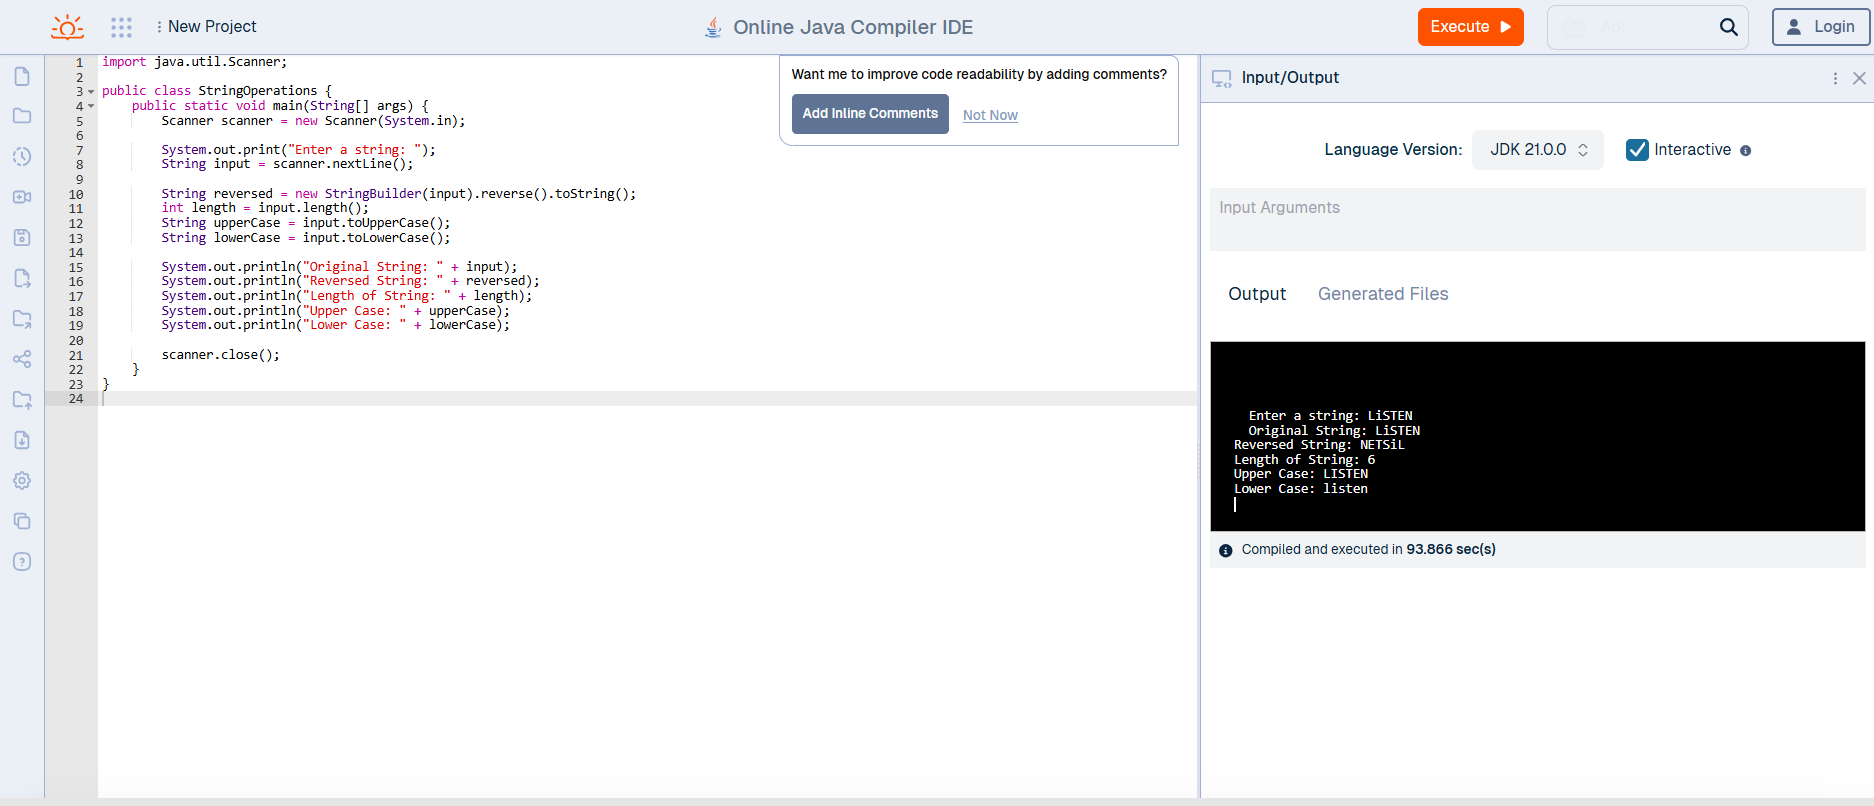 New Project
Online Java Compiler IDE
Execute
Login
1 import java.util.Scanner;
2
3 public class StringOperations {
4 public static void main(String[] args) {
5 Scanner scanner = new Scanner(System.in);
6
7 System.out.print("Enter a string: ");
8 String input = scanner.nextLine();
9
10 String reversed = new StringBuilder(input).reverse().toString();
11 int length = input.length();
12 String upperCase = input.toUpperCase();
13 String lowerCase = input.toLowerCase();
14
15 System.out.println("Original String: " + input);
16 System.out.println("Reversed String: " + reversed);
17 System.out.println("Length of String: " + length);
18 System.out.println("Upper Case: " + upperCase);
19 System.out.println("Lower Case: " + lowerCase);
20
21 scanner.close();
22 }
23 }
24
Want me to improve code readability by adding comments?
Add Inline Comments Not Now
Input/Output
Language Version: JDK 21.0.0 Interactive
Input Arguments
Output Generated Files
Enter a string: LiSTEN
Original String: LiSTEN
Reversed String: NETSiL
Length of String: 6
Upper Case: LISTEN
Lower Case: listen
Compiled and executed in 93.866 sec(s)